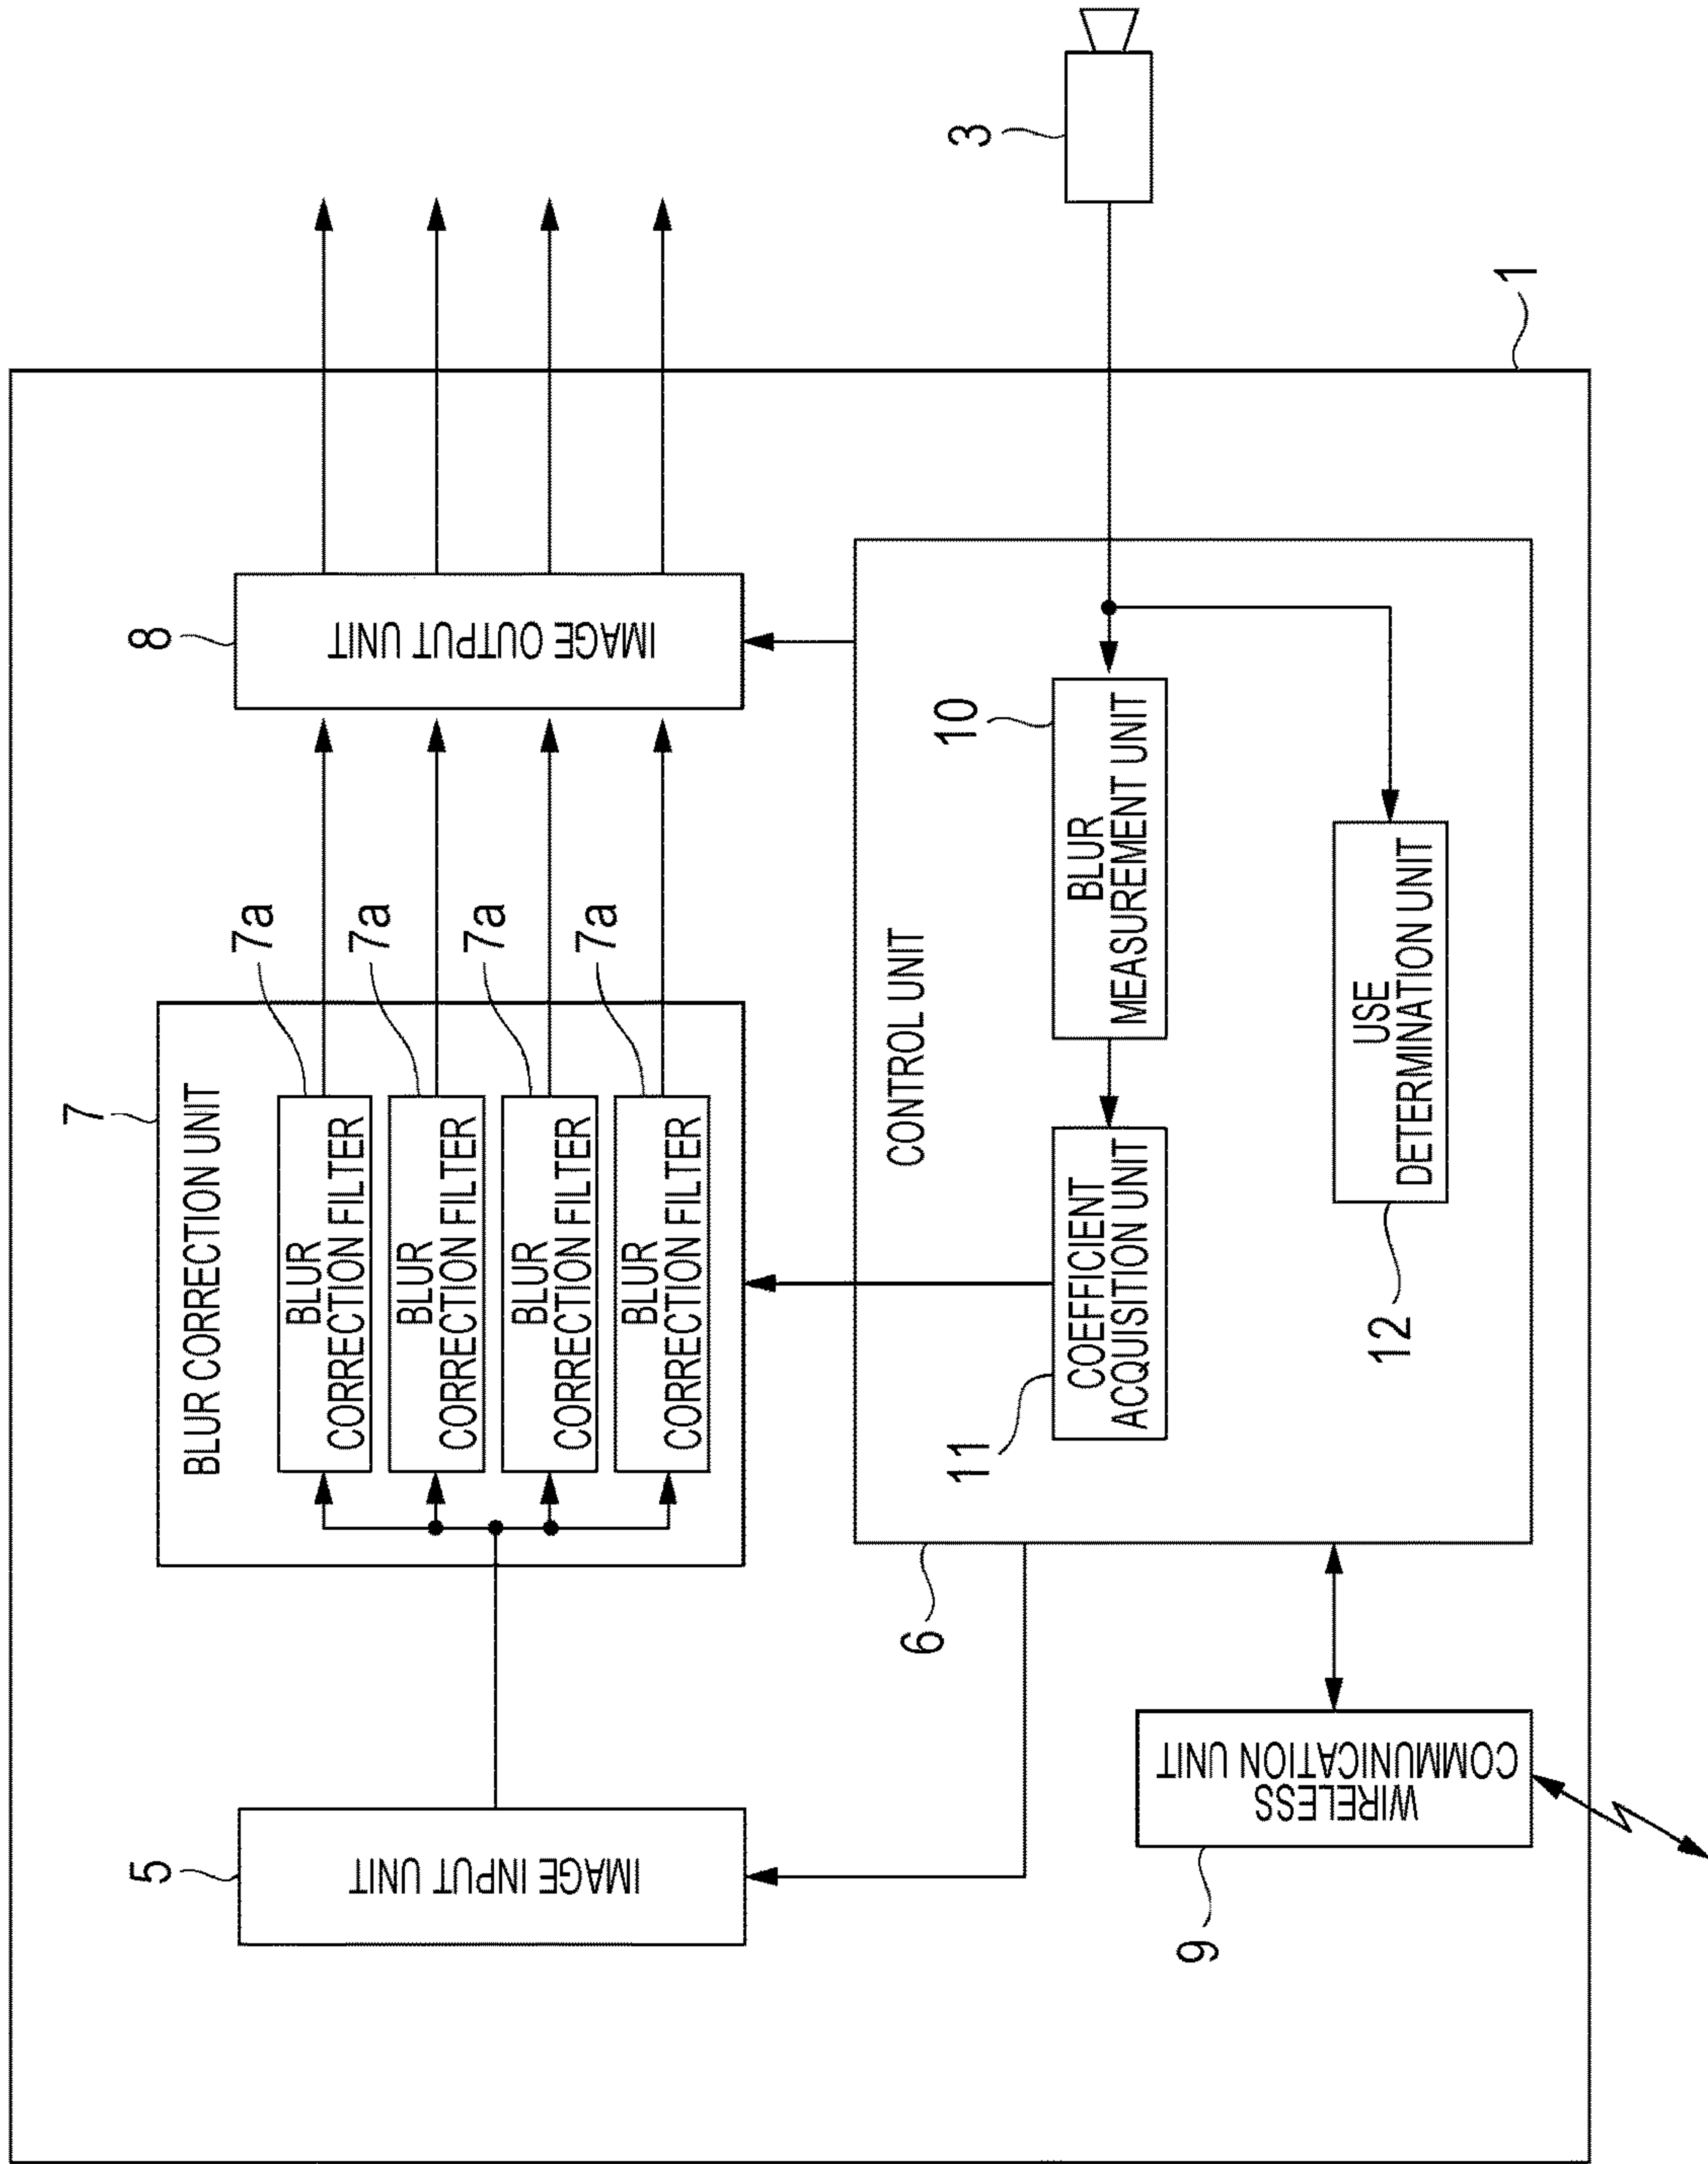 1
7
BLUR CORRECTION UNIT
BLUR
CORRECTION FILTER
7a
BLUR
CORRECTION FILTER
7a
BLUR
CORRECTION FILTER
7a
BLUR
CORRECTION FILTER
7a
5
IMAGE INPUT UNIT
8
IMAGE OUTPUT UNIT
6
CONTROL UNIT
11
COEFFICIENT
ACQUISITION UNIT
10
BLUR
MEASUREMENT UNIT
12
USE
DETERMINATION UNIT
9
WIRELESS
COMMUNICATION UNIT
3